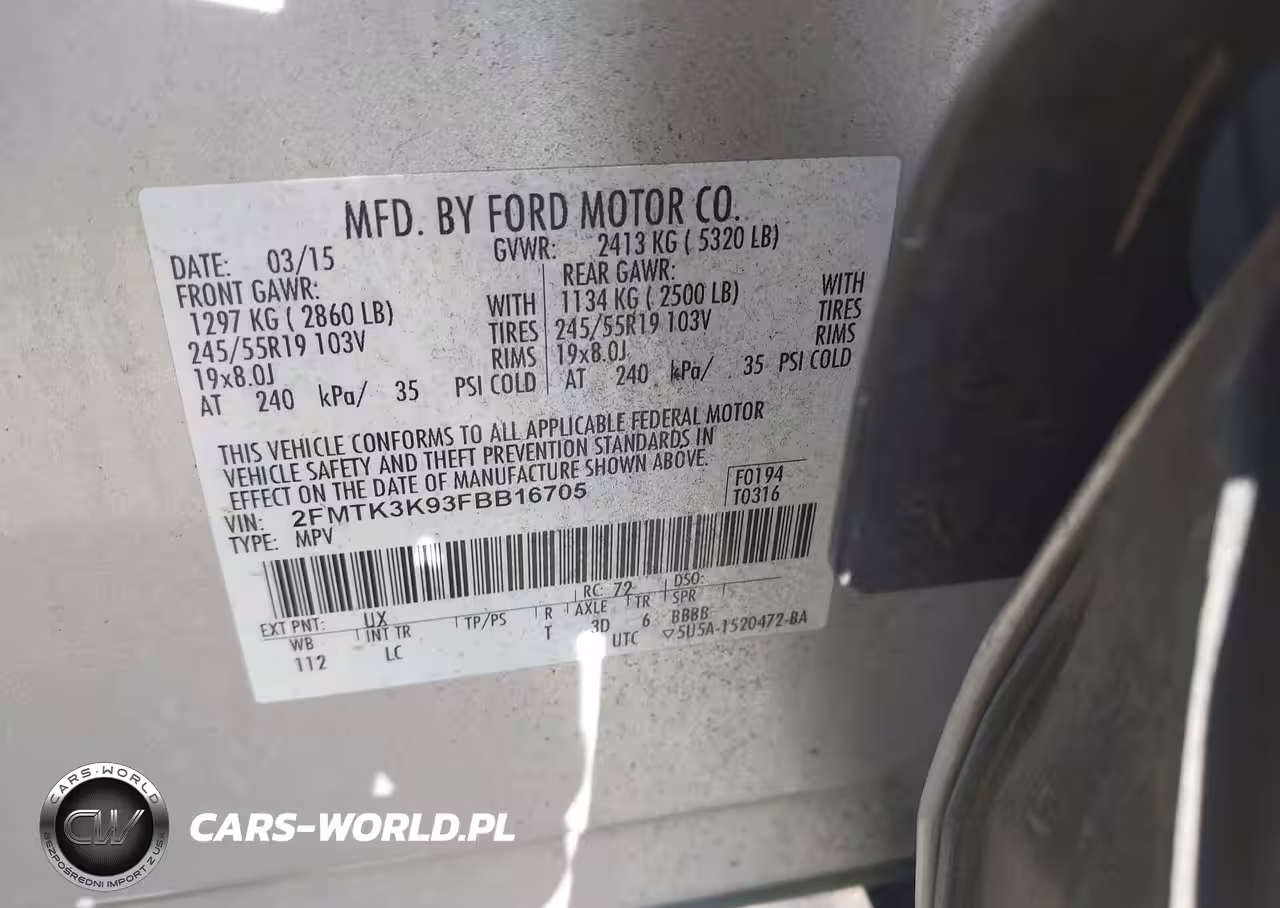 MFD. BY FORD MOTOR CO.
DATE: 03/15 GVWR: 2413 KG ( 5320 LB)
FRONT GAWR: REAR GAWR:
1297 KG ( 2860 LB) WITH 1134 KG ( 2500 LB) WITH
245/55R19 103V TIRES 245/55R19 103V TIRES
19x8.0J RIMS 19x8.0J RIMS
AT 240 kPa/ 35 PSI COLD AT 240 kPa/ 35 PSI COLD
THIS VEHICLE CONFORMS TO ALL APPLICABLE FEDERAL MOTOR
VEHICLE SAFETY AND THEFT PREVENTION STANDARDS IN
EFFECT ON THE DATE OF MANUFACTURE SHOWN ABOVE.
VIN: 2FMTK3K93FBB16705 F0194
TYPE: MPV T0316
EXT PNT: UX RC: 72 DSO:
WB INT TR TP/PS R AXLE TR SPR
112 LC T 3D 6 BBBB
UTC ▽5U5A-1520472-BA
CARS-WORLD
CW
BEZPOŚREDNI IMPORT Z USA
CARS-WORLD.PL